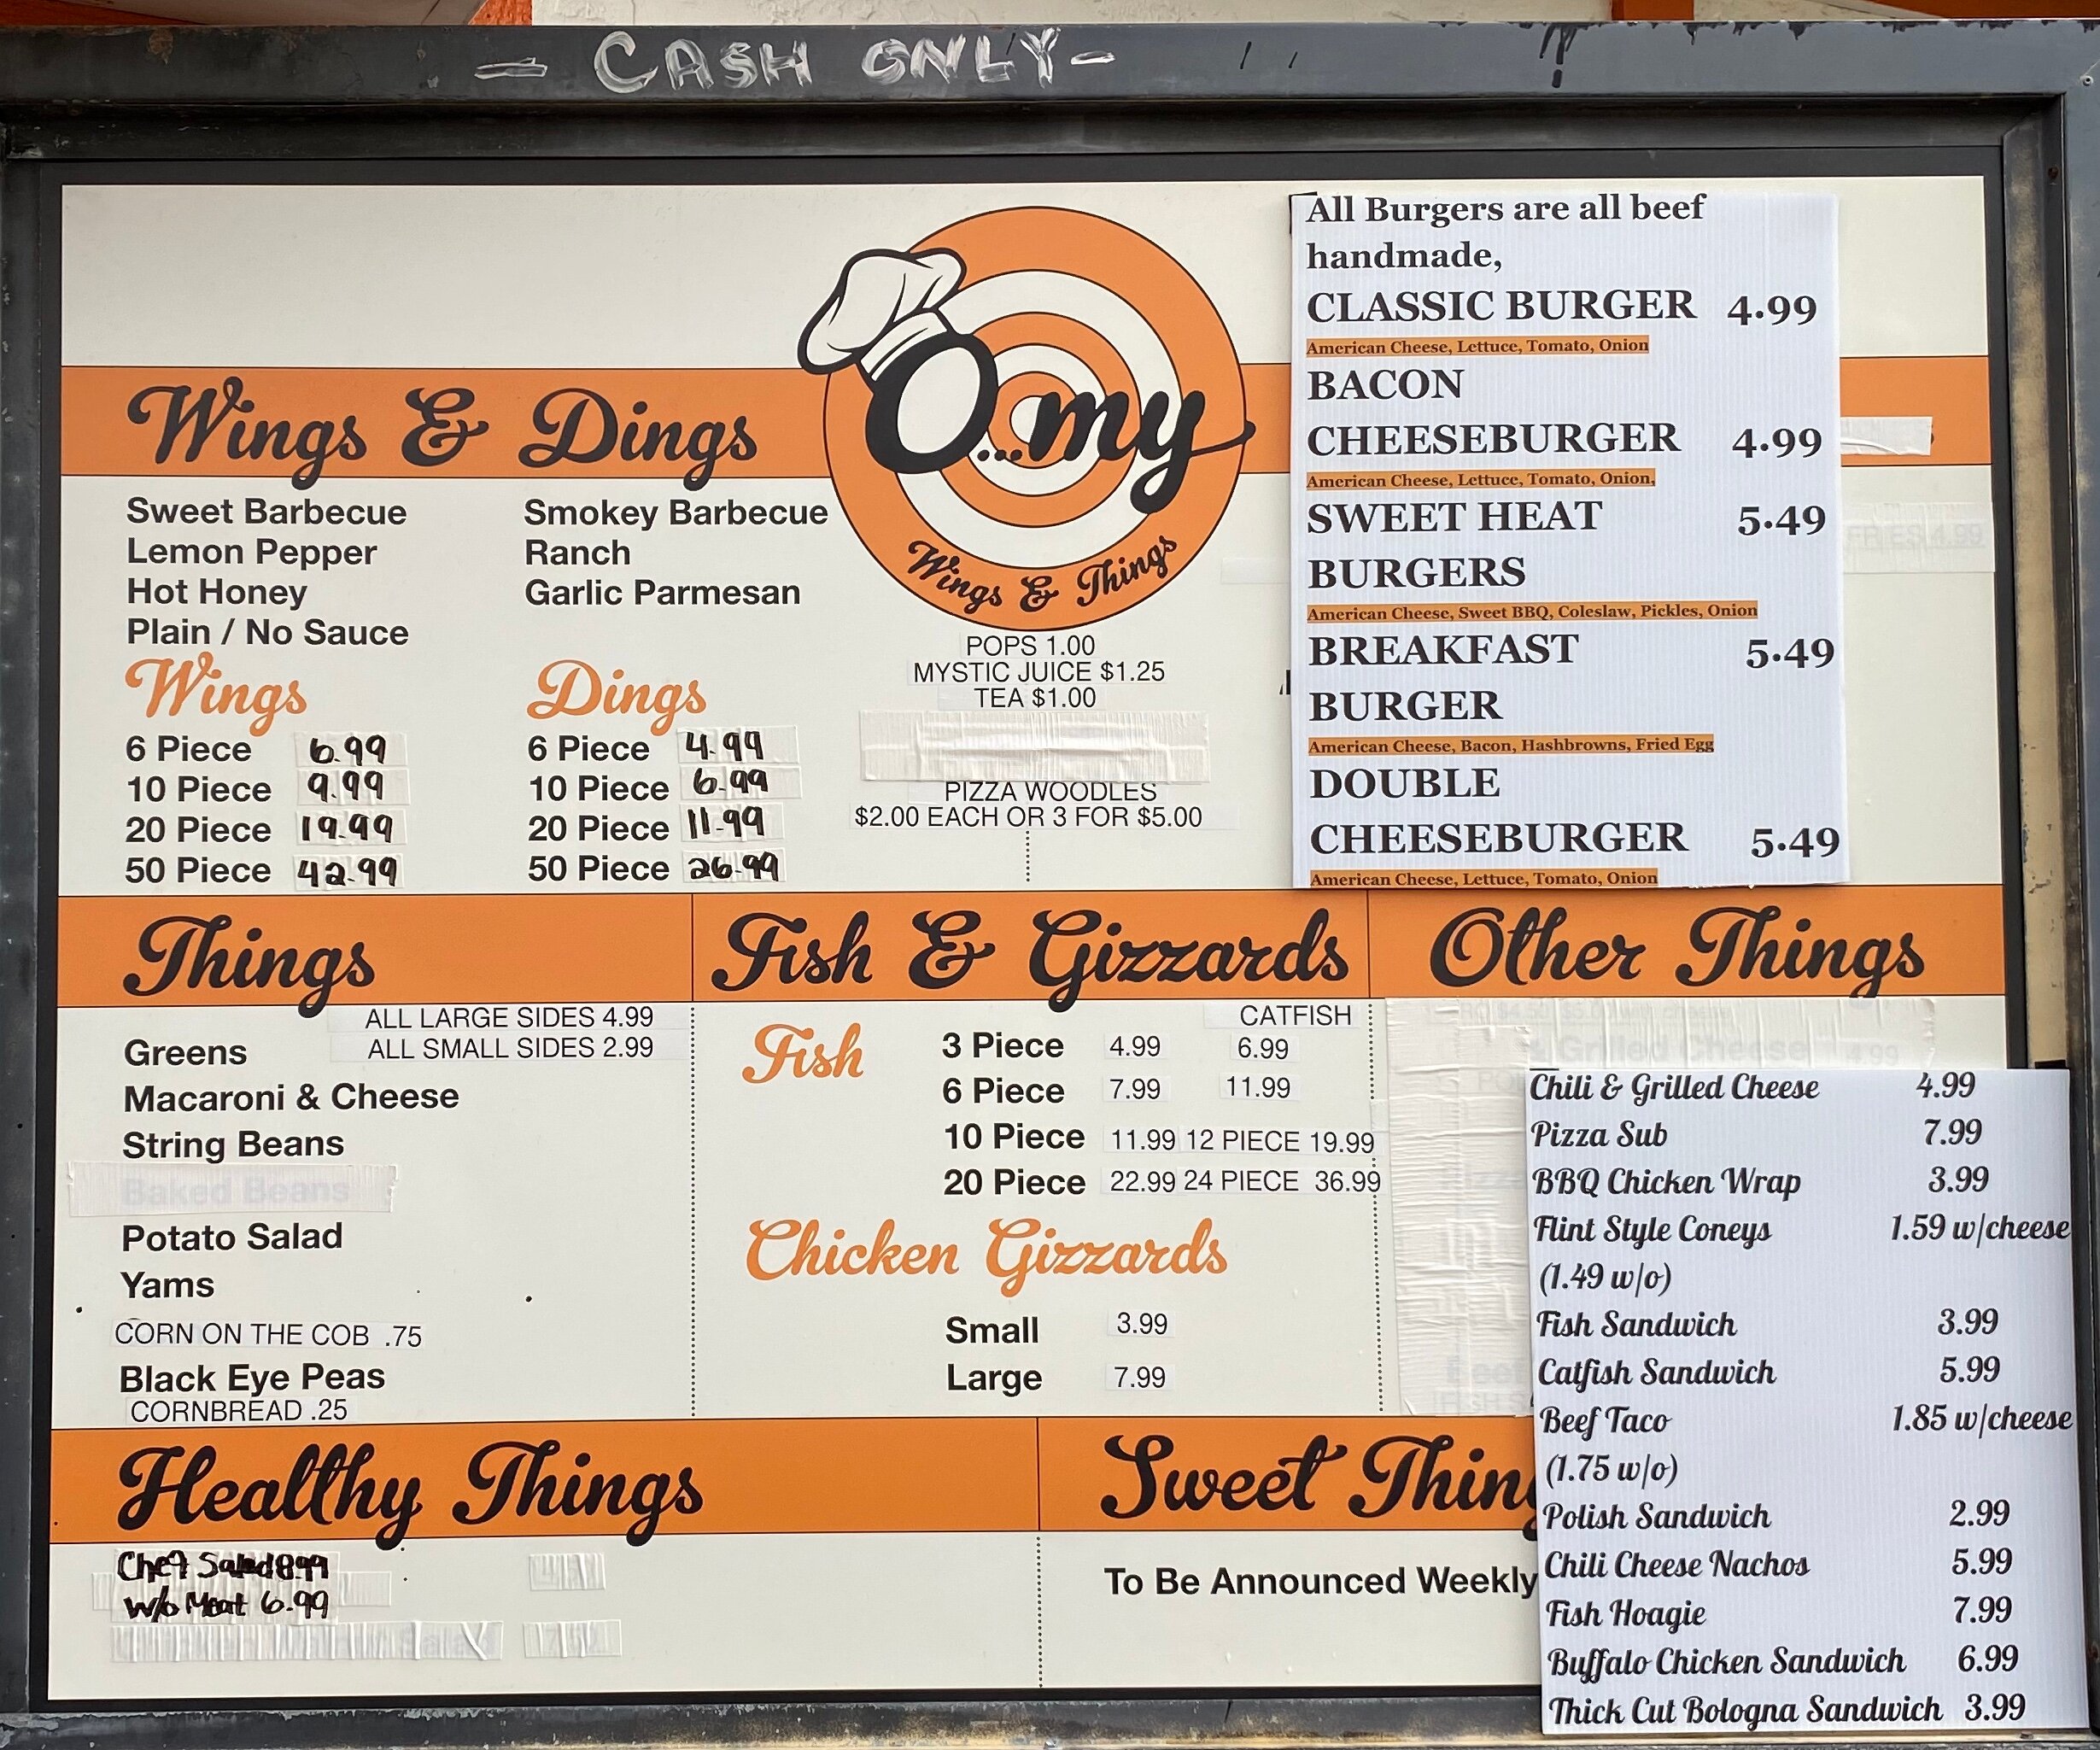 - CASH ONLY-
Wings & Dings
Sweet Barbecue
Lemon Pepper
Hot Honey
Plain / No Sauce
Smokey Barbecue
Ranch
Garlic Parmesan
Wings
6 Piece 6.99
10 Piece 9.99
20 Piece 19.99
50 Piece 42.99
Dings
6 Piece 4.99
10 Piece 6.99
20 Piece 11.99
50 Piece 26.99
O...my
Wings & Things
POPS 1.00
MYSTIC JUICE $1.25
TEA $1.00
PIZZA WOODLES
$2.00 EACH OR 3 FOR $5.00
All Burgers are all beef
handmade,
CLASSIC BURGER 4.99
American Cheese, Lettuce, Tomato, Onion
BACON
CHEESEBURGER 4.99
American Cheese, Lettuce, Tomato, Onion,
SWEET HEAT 5.49
BURGERS
American Cheese, Sweet BBQ, Coleslaw, Pickles, Onion
BREAKFAST 5.49
BURGER
American Cheese, Bacon, Hashbrowns, Fried Egg
DOUBLE
CHEESEBURGER 5.49
American Cheese, Lettuce, Tomato, Onion
FRIES 4.99
Things
ALL LARGE SIDES 4.99
ALL SMALL SIDES 2.99
Greens
Macaroni & Cheese
String Beans
Baked Beans
Potato Salad
Yams
CORN ON THE COB .75
Black Eye Peas
CORNBREAD .25
Fish & Gizzards
CATFISH
Fish
3 Piece 4.99 6.99
6 Piece 7.99 11.99
10 Piece 11.99 12 PIECE 19.99
20 Piece 22.99 24 PIECE 36.99
Chicken Gizzards
Small 3.99
Large 7.99
Other Things
& Grilled Cheese 4.99
Chili & Grilled Cheese 4.99
Pizza Sub 7.99
BBQ Chicken Wrap 3.99
Flint Style Coneys 1.59 w/cheese
(1.49 w/o)
Fish Sandwich 3.99
Catfish Sandwich 5.99
Beef Taco 1.85 w/cheese
(1.75 w/o)
Polish Sandwich 2.99
Chili Cheese Nachos 5.99
Fish Hoagie 7.99
Buffalo Chicken Sandwich 6.99
Thick Cut Bologna Sandwich 3.99
Beef
Healthy Things
Chef Salad 8.99
w/o Meat 6.99
Sweet Thing
To Be Announced Weekly